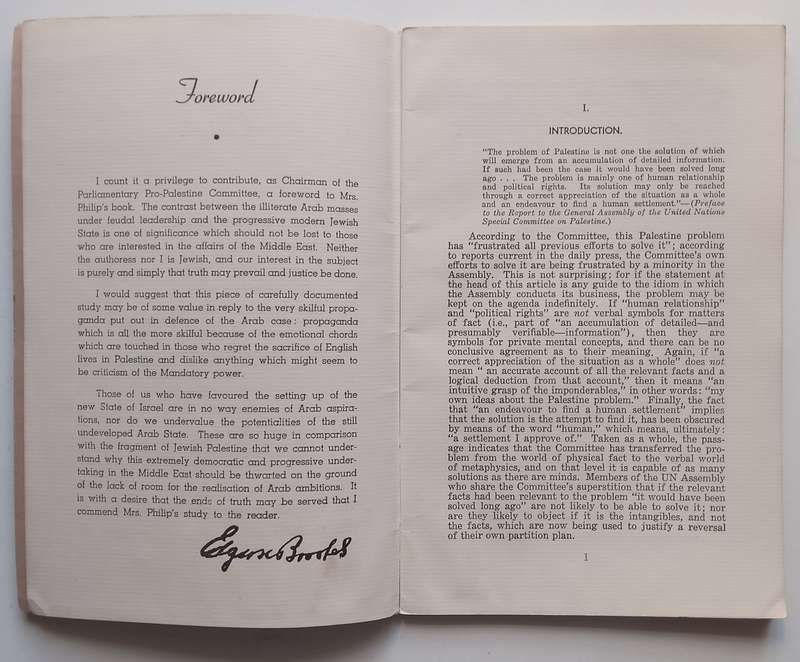 Foreword
I count it a privilege to contribute, as Chairman of the
Parliamentary Pro-Palestine Committee, a foreword to Mrs.
Philip's book. The contrast between the illiterate Arab masses
under feudal leadership and the progressive modern Jewish
State is one of significance which should not be lost to those
who are interested in the affairs of the Middle East. Neither
the authoress nor I is Jewish, and our interest in the subject
is purely and simply that truth may prevail and justice be done.
I would suggest that this piece of carefully documented
study may be of some value in reply to the very skilful propa-
ganda put out in defence of the Arab case: propaganda
which is all the more skilful because of the emotional chords
which are touched in those who regret the sacrifice of English
lives in Palestine and dislike anything which might seem to
be criticism of the Mandatory power.
Those of us who have favoured the setting up of the
new State of Israel are in no way enemies of Arab aspira-
tions, nor do we undervalue the potentialities of the still
undeveloped Arab State. These are so huge in comparison
with the fragment of Jewish Palestine that we cannot under-
stand why this extremely democratic and progressive under-
taking in the Middle East should be thwarted on the ground
of the lack of room for the realisation of Arab ambitions. It
is with a desire that the ends of truth may be served that I
commend Mrs. Philip's study to the reader.
I.
INTRODUCTION.
"The problem of Palestine is not one the solution of which
will emerge from an accumulation of detailed information.
If such had been the case it would have been solved long
ago . . . The problem is mainly one of human relationship
and political rights. Its solution may only be reached
through a correct appreciation of the situation as a whole
and an endeavour to find a human settlement."—(Preface
to the Report to the General Assembly of the United Nations
Special Committee on Palestine.)
According to the Committee, this Palestine problem
has "frustrated all previous efforts to solve it"; according
to reports current in the daily press, the Committee's own
efforts to solve it are being frustrated by a minority in the
Assembly. This is not surprising; for if the statement at
the head of this article is any guide to the idiom in which
the Assembly conducts its business, the problem may be
kept on the agenda indefinitely. If "human relationship"
and "political rights" are not verbal symbols for matters
of fact (i.e., part of "an accumulation of detailed—and
presumably verifiable—information"), then they are
symbols for private mental concepts, and there can be no
conclusive agreement as to their meaning. Again, if "a
correct appreciation of the situation as a whole" does not
mean " an accurate account of all the relevant facts and a
logical deduction from that account," then it means "an
intuitive grasp of the imponderables," in other words: "my
own ideas about the Palestine problem." Finally, the fact
that "an endeavour to find a human settlement" implies
that the solution is the attempt to find it, has been obscured
by means of the word "human," which means, ultimately:
"a settlement I approve of." Taken as a whole, the pass-
age indicates that the Committee has transferred the pro-
blem from the world of physical fact to the verbal world
of metaphysics, and on that level it is capable of as many
solutions as there are minds. Members of the UN Assembly
who share the Committee's superstition that if the relevant
facts had been relevant to the problem "it would have been
solved long ago" are not likely to be able to solve it; nor
are they likely to object if it is the intangibles, and not
the facts, which are now being used to justify a reversal
of their own partition plan.
1